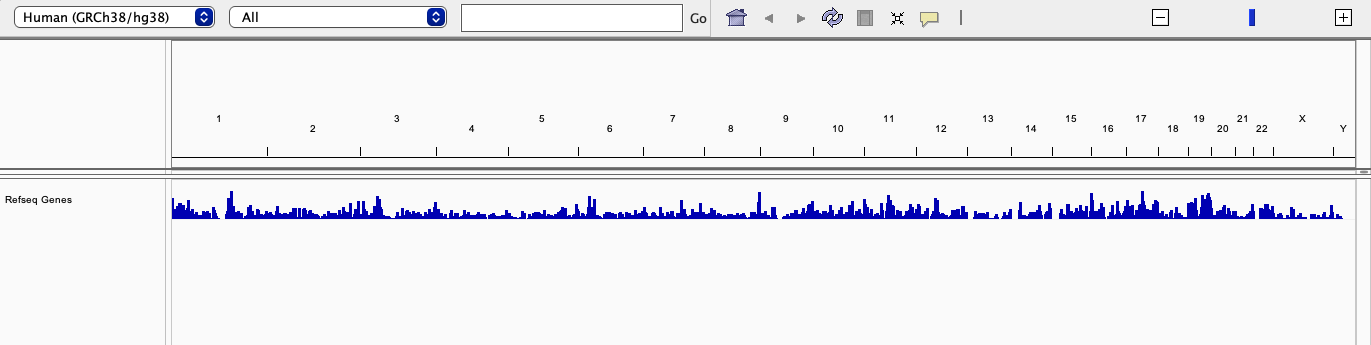 Human (GRCh38/hg38) All Go
1 3 5 7 9 11 13 15 17 19 21 X
2 4 6 8 10 12 14 16 18 20 22 Y
Refseq Genes